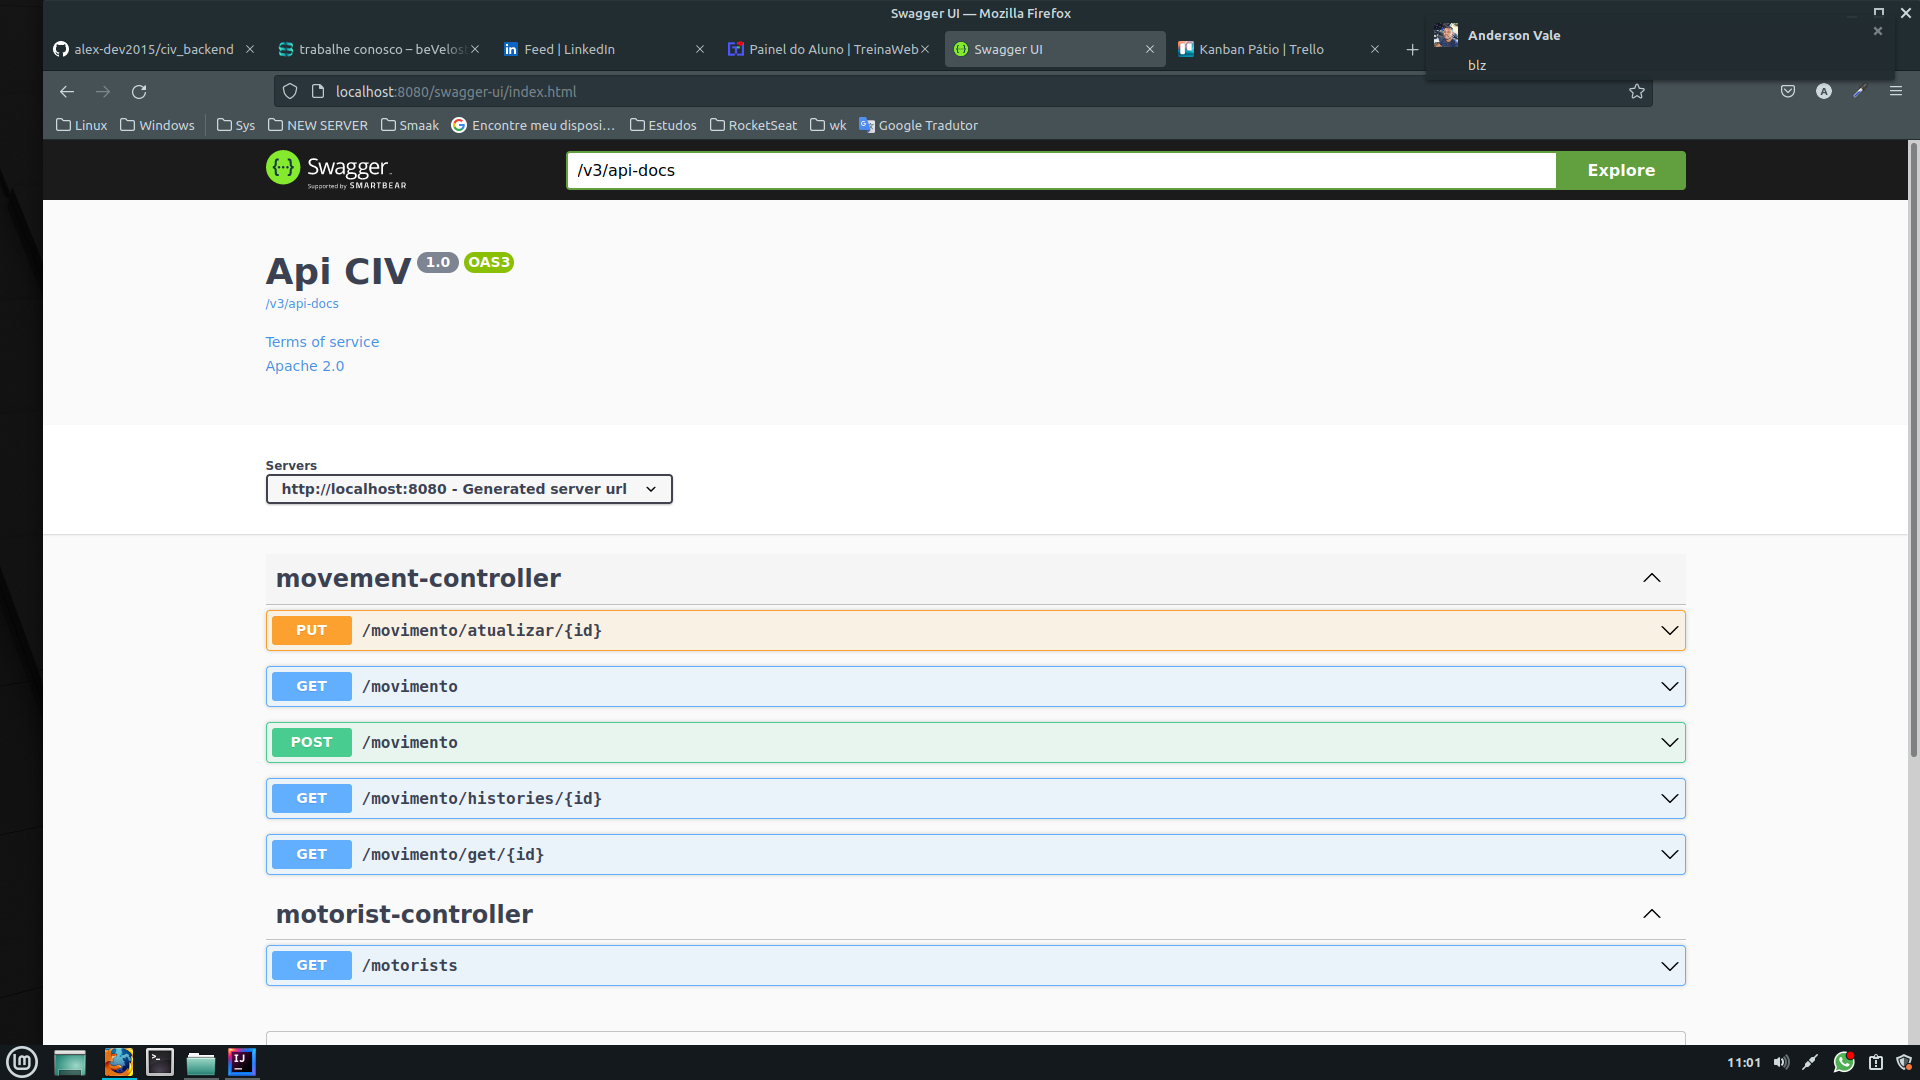 Swagger UI — Mozilla Firefox
alex-dev2015/civ_backend
trabalhe conosco – beVelos
Feed | LinkedIn
Painel do Aluno | TreinaWeb
Swagger UI
Kanban Pátio | Trello
Anderson Vale
blz
localhost:8080/swagger-ui/index.html
A
Linux
Windows
Sys
NEW SERVER
Smaak
Encontre meu disposi…
Estudos
RocketSeat
wk
Google Tradutor
Swagger
Supported by SMARTBEAR
/v3/api-docs
Explore
Api CIV 1.0 OAS3
/v3/api-docs
Terms of service
Apache 2.0
Servers
http://localhost:8080 - Generated server url
movement-controller
PUT /movimento/atualizar/{id}
GET /movimento
POST /movimento
GET /movimento/histories/{id}
GET /movimento/get/{id}
motorist-controller
GET /motorists
IJ
11:01